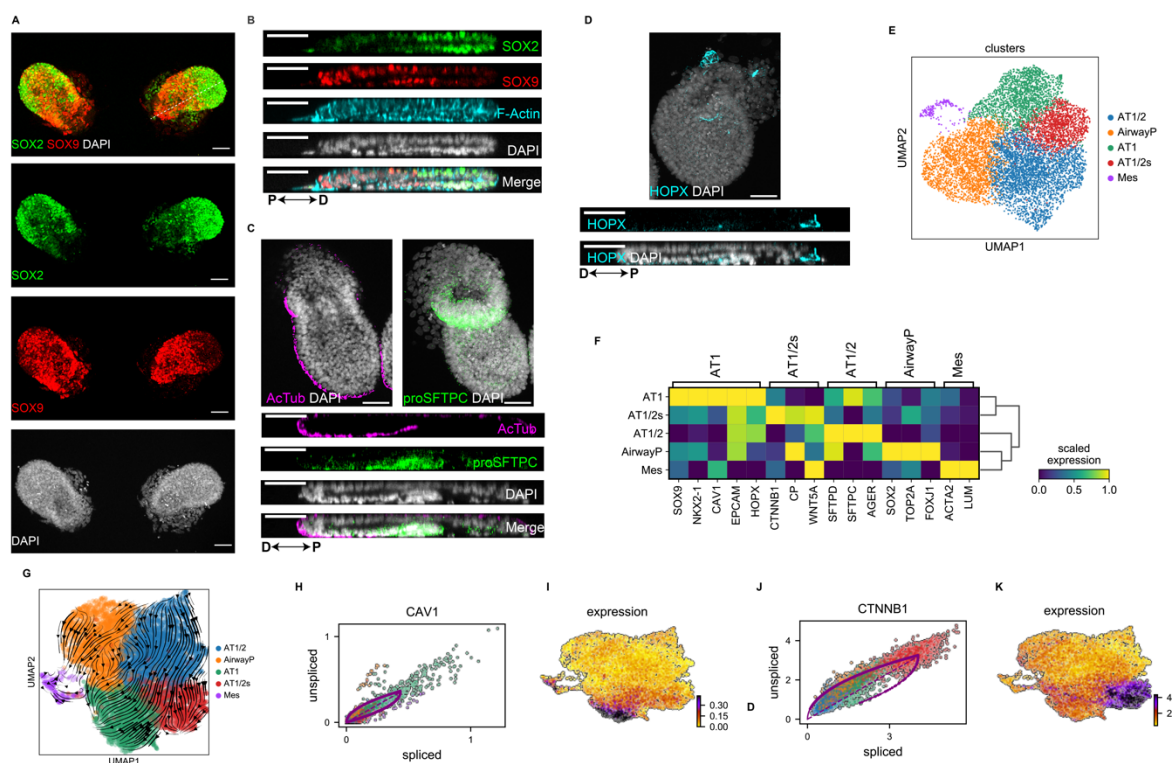 A
SOX2 SOX9 DAPI
SOX2
SOX9
DAPI
B
SOX2
SOX9
F-Actin
DAPI
Merge
P D
C
AcTub DAPI
proSFTPC DAPI
AcTub
proSFTPC
DAPI
Merge
D P
D
HOPX DAPI
HOPX
HOPX DAPI
D P
E
clusters
UMAP2
UMAP1
AT1/2
AirwayP
AT1
AT1/2s
Mes
F
AT1
AT1/2s
AT1/2
AirwayP
Mes
AT1
AT1/2s
AT1/2
AirwayP
Mes
SOX9
NKX2-1
CAV1
EPCAM
HOPX
CTNNB1
CP
WNT5A
SFTPD
SFTPC
AGER
SOX2
TOP2A
FOXJ1
ACTA2
LUM
scaled
expression
0.0 0.5 1.0
G
UMAP2
UMAP1
AT1/2
AirwayP
AT1
AT1/2s
Mes
H
CAV1
unspliced
1
0
0 1
spliced
I
expression
0.30
0.15
0.00
J
CTNNB1
unspliced
4
2
0
D
0 3
spliced
K
expression
4
2